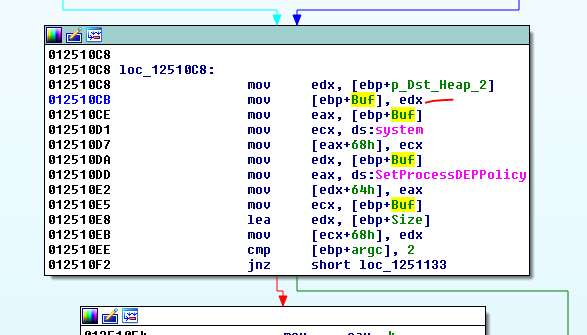 012510C8
012510C8 loc_12510C8:
012510C8 mov edx, [ebp+p_Dst_Heap_2]
012510CB mov [ebp+Buf], edx
012510CE mov eax, [ebp+Buf]
012510D1 mov ecx, ds:system
012510D7 mov [eax+68h], ecx
012510DA mov edx, [ebp+Buf]
012510DD mov eax, ds:SetProcessDEPPolicy
012510E2 mov [edx+64h], eax
012510E5 mov ecx, [ebp+Buf]
012510E8 lea edx, [ebp+Size]
012510EB mov [ecx+68h], edx
012510EE cmp [ebp+argc], 2
012510F2 jnz short loc_1251133